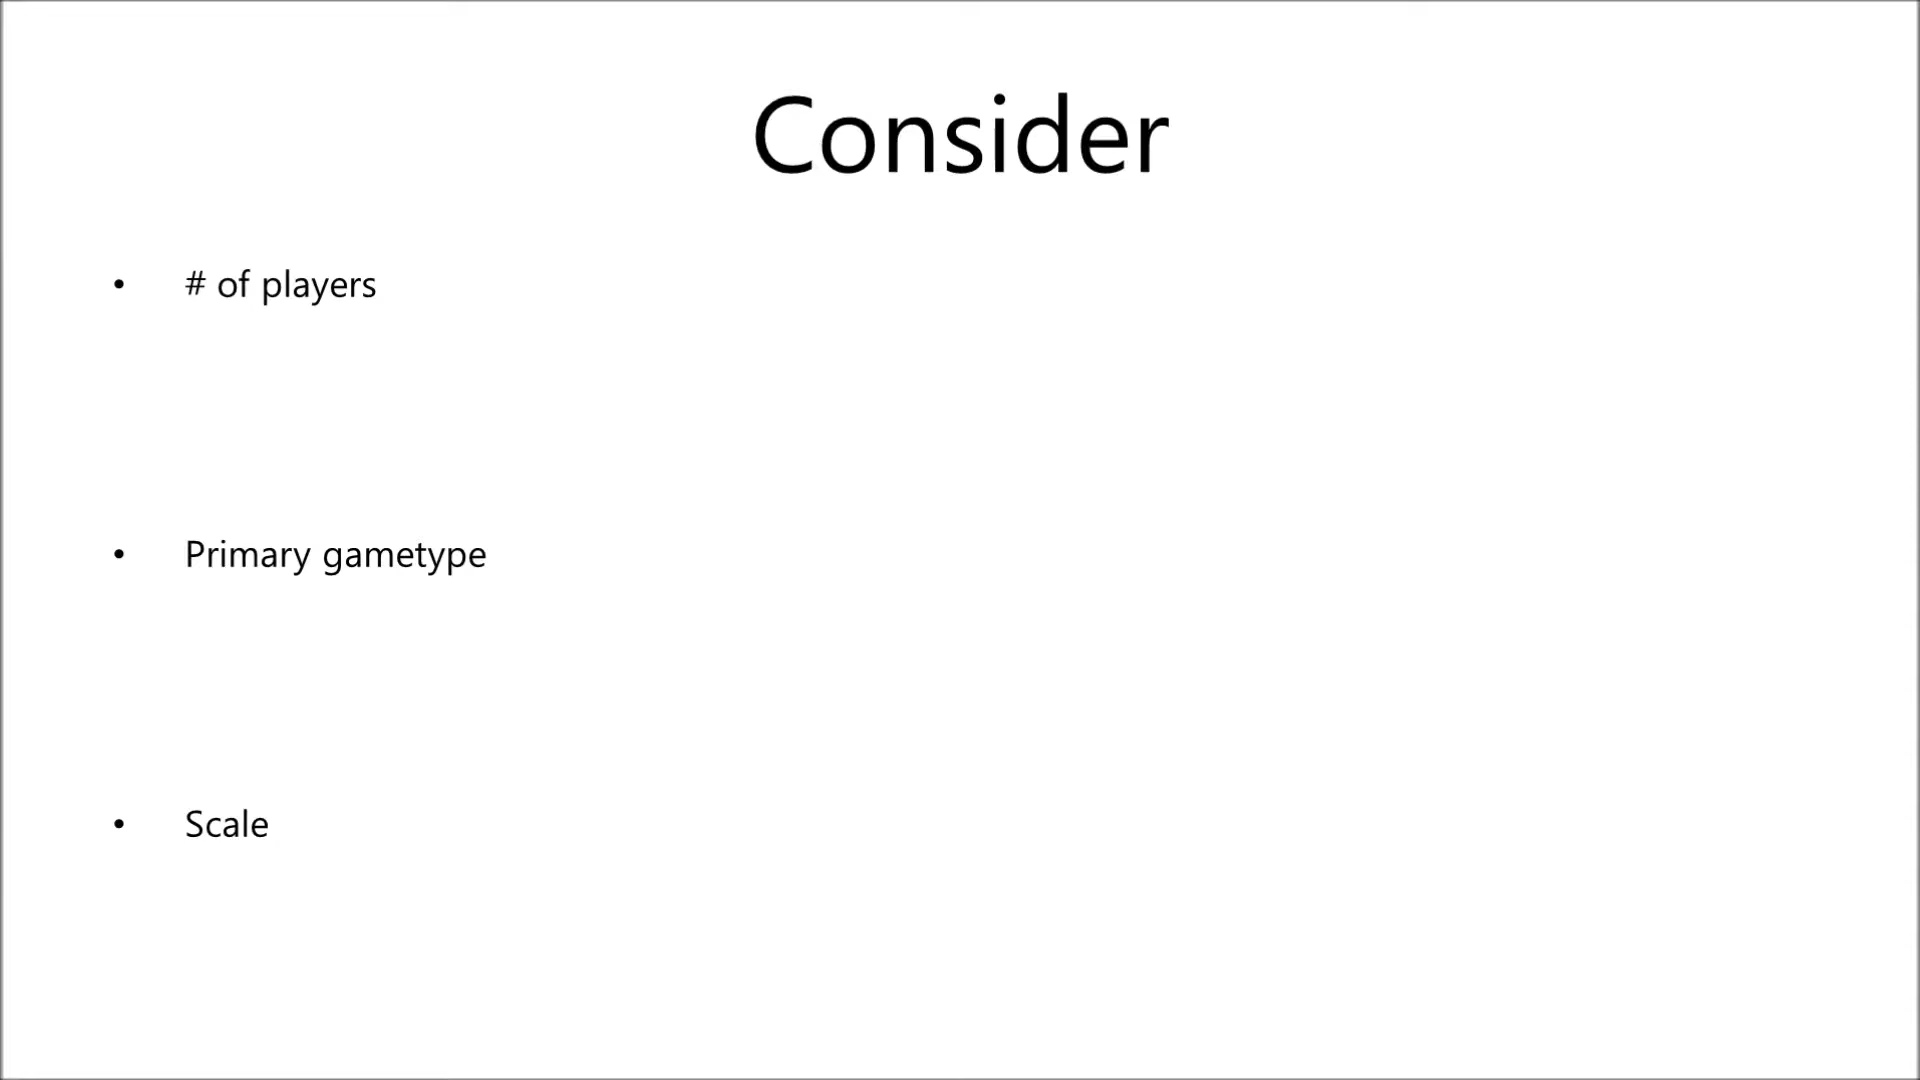 Consider
• # of players
• Primary gametype
• Scale